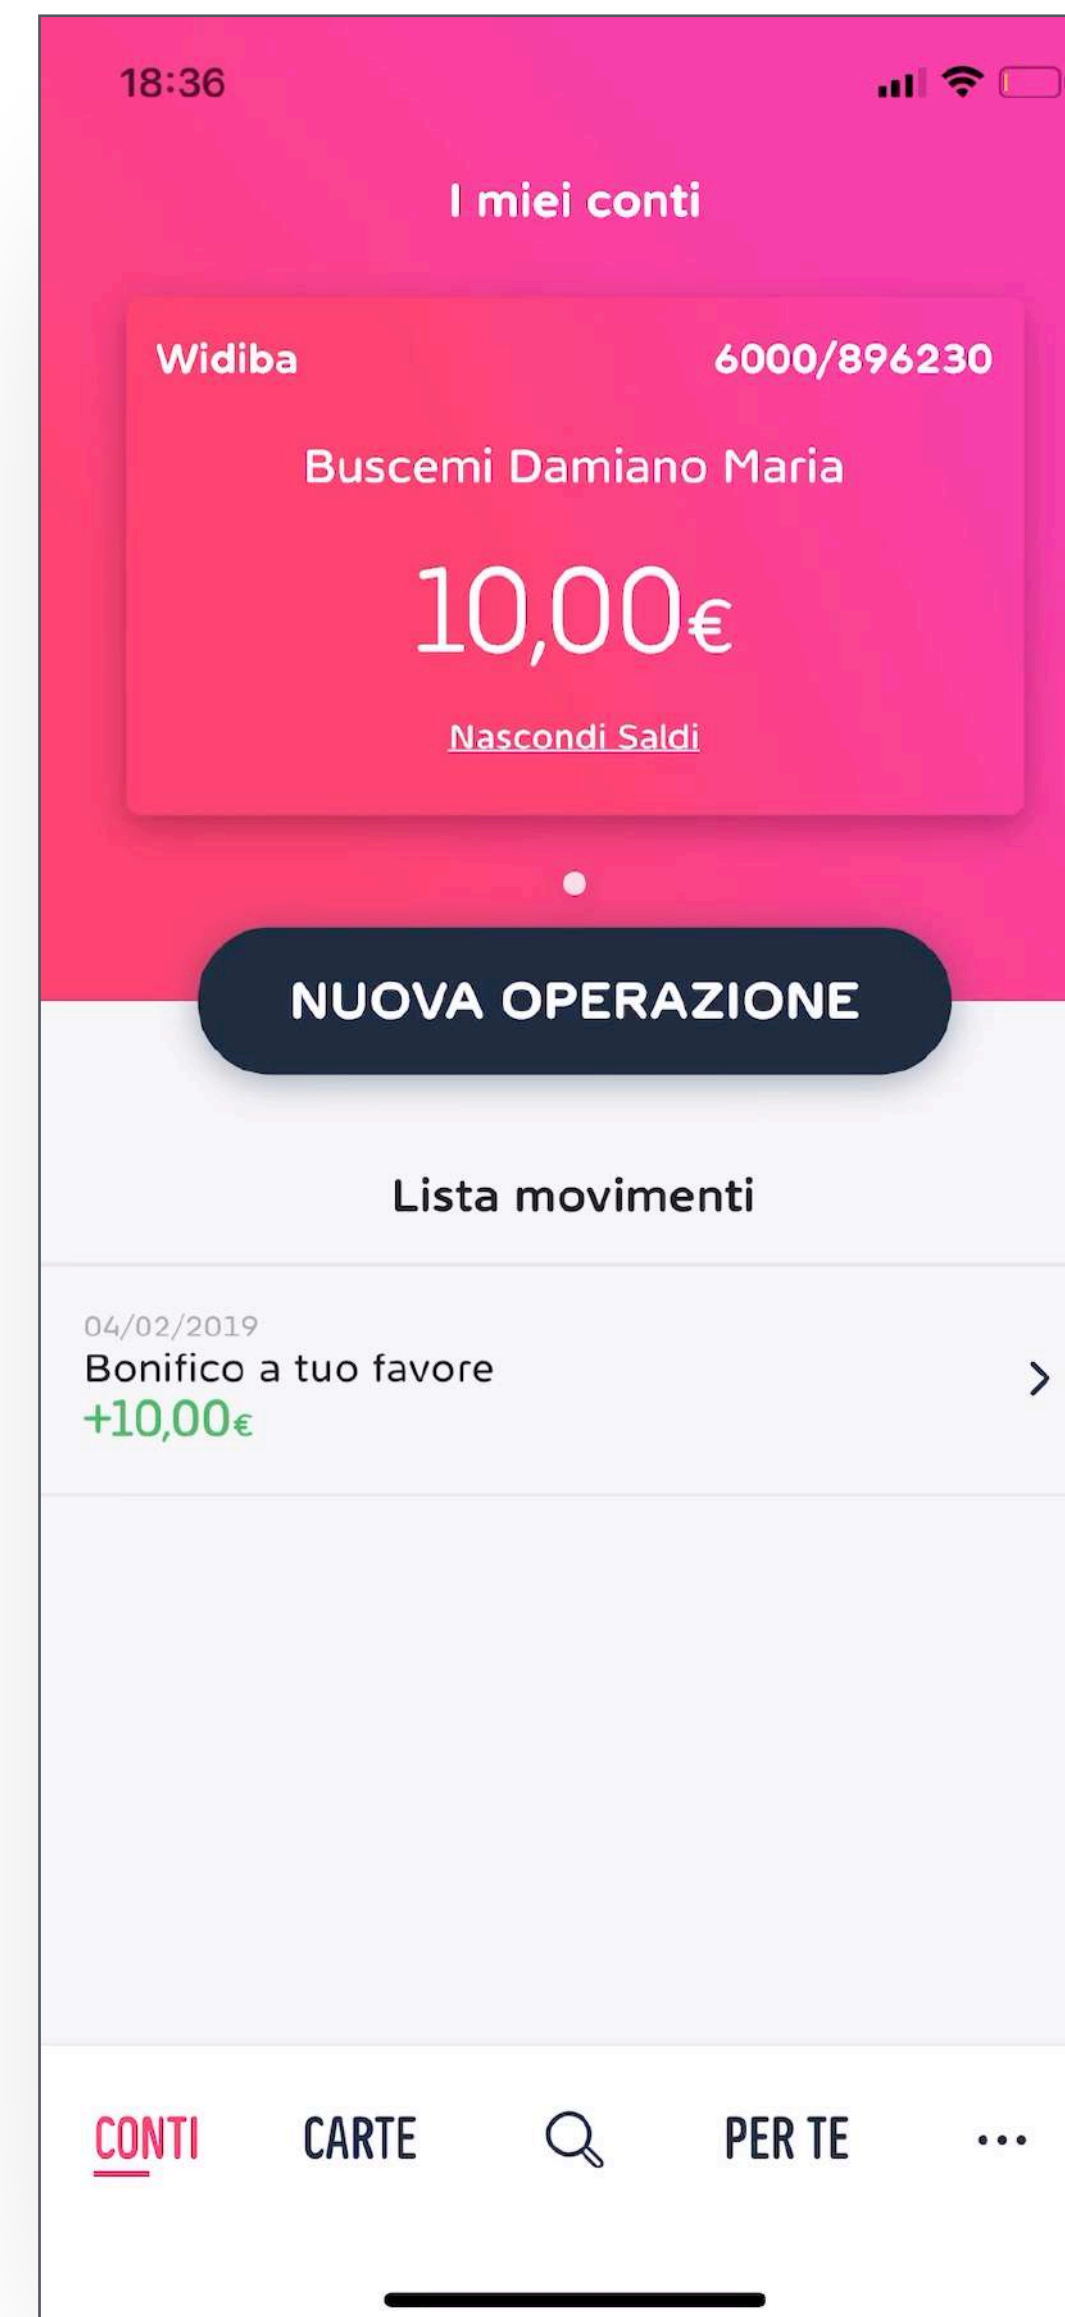 18:36
I miei conti
Widiba 6000/896230
Buscemi Damiano Maria
10,00€
Nascondi Saldi
NUOVA OPERAZIONE
Lista movimenti
04/02/2019
Bonifico a tuo favore
+10,00€
CONTI CARTE PER TE